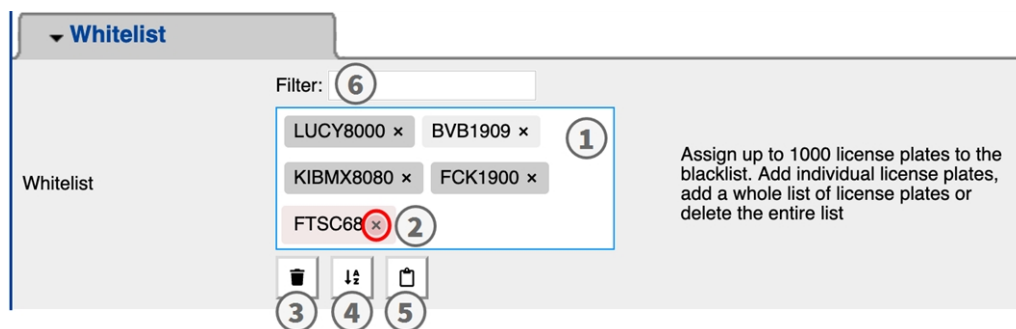 Whitelist
Filter: 6
LUCY8000 × BVB1909 × 1
Whitelist
KIBMX8080 × FCK1900 ×
FTSC68 × 2
Assign up to 1000 license plates to the
blacklist. Add individual license plates,
add a whole list of license plates or
delete the entire list
3 4 5